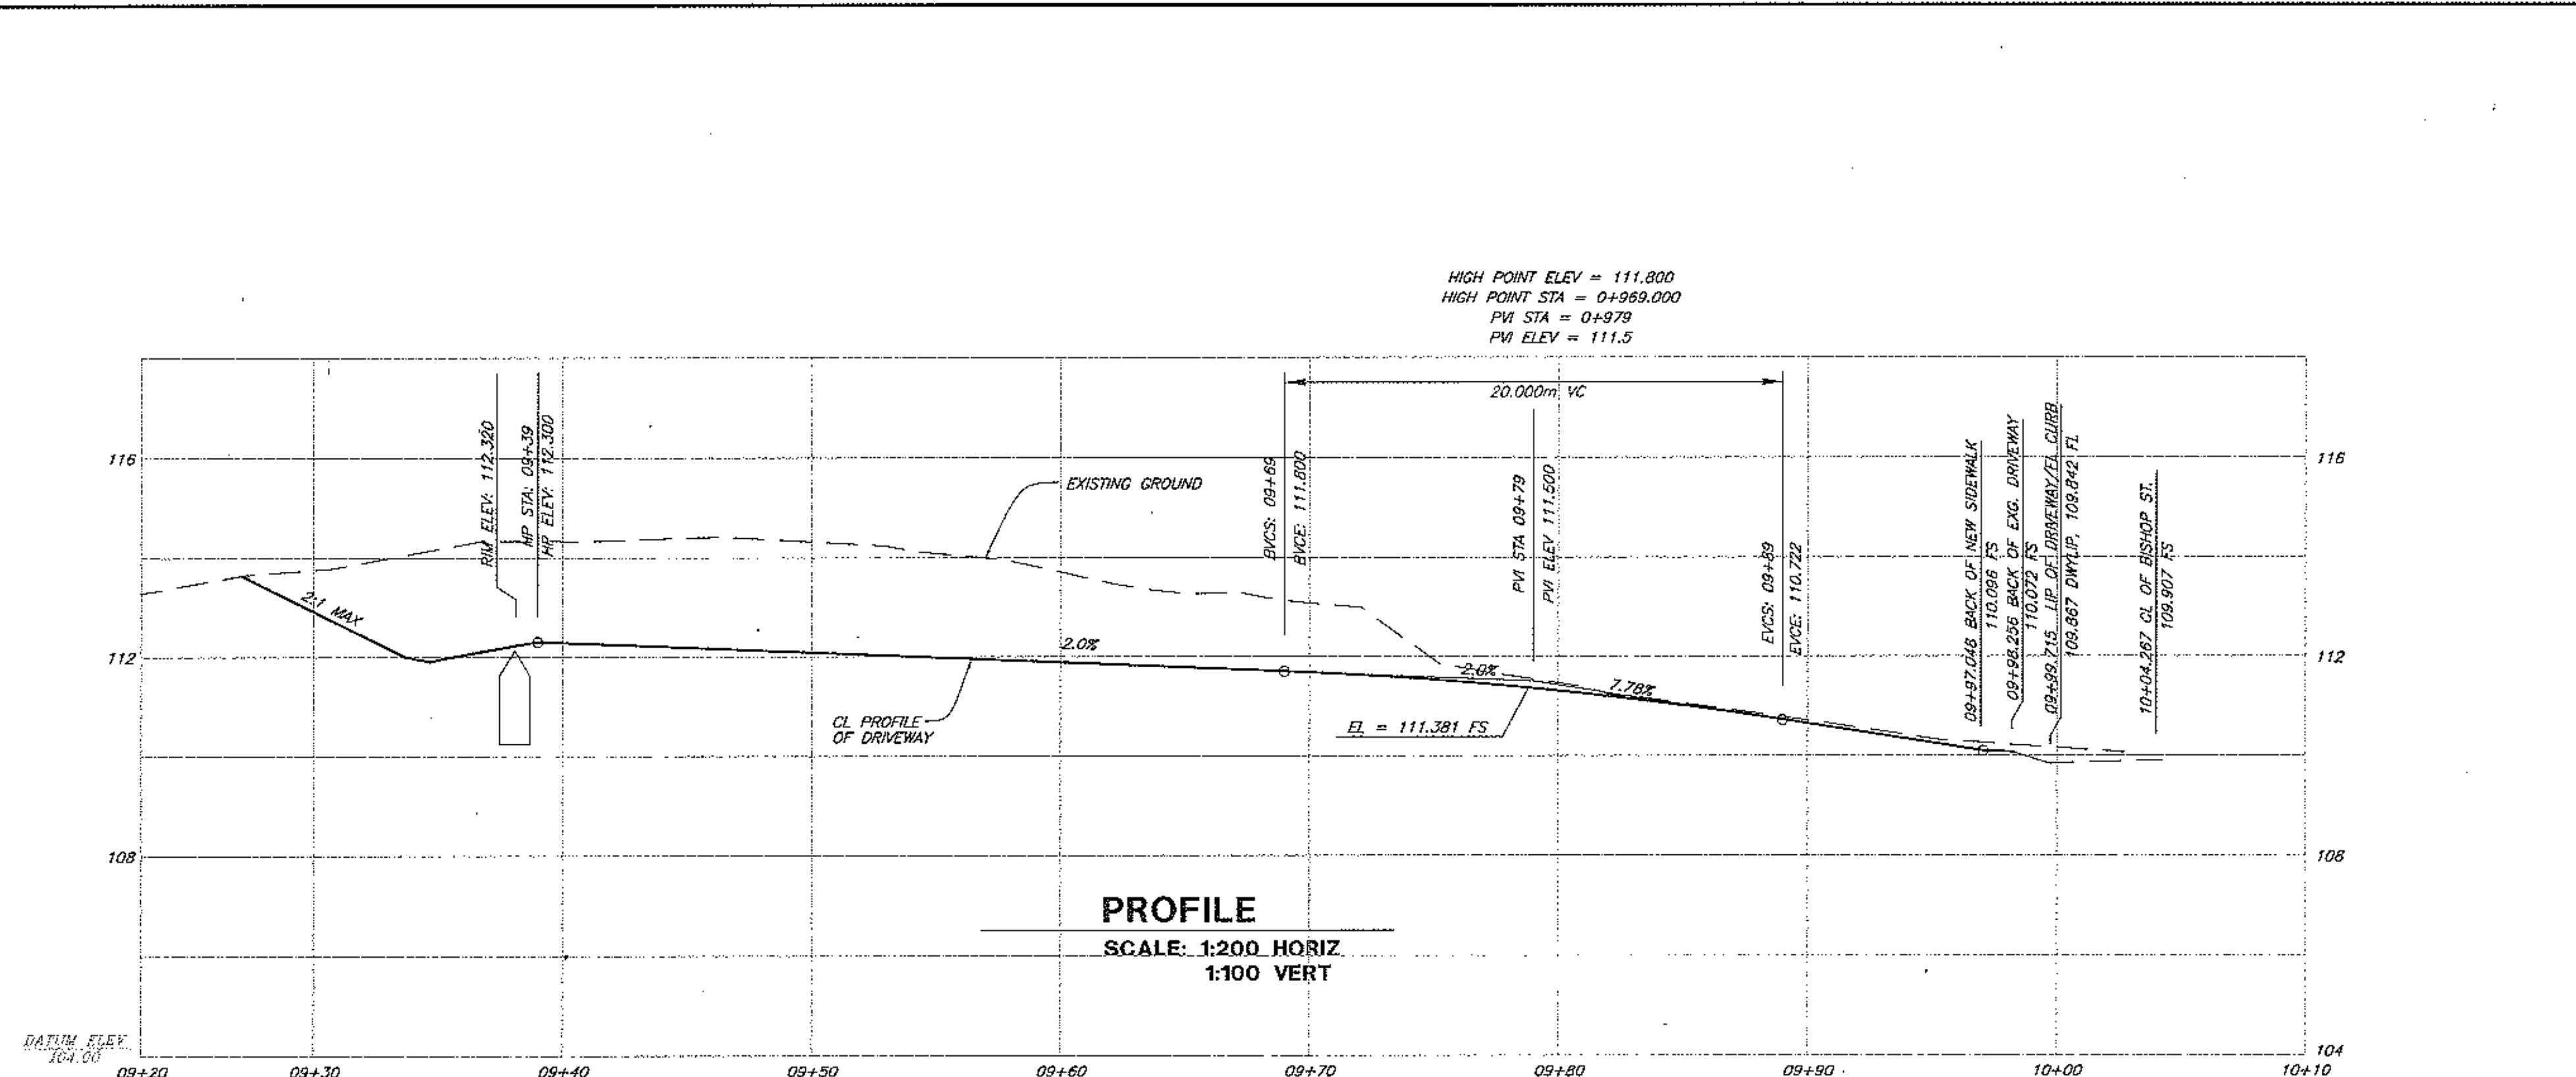 HIGH POINT ELEV = 111.800
HIGH POINT STA = 0+969.000
PVI STA = 0+979
PVI ELEV = 111.5
20.000m VC
RIM ELEV: 112.320
HP STA: 09+39
HP ELEV: 112.300
EXISTING GROUND
BVCS: 09+69
BVCE: 111.800
PVI STA 09+79
PVI ELEV 111.500
EVCS: 09+89
EVCE: 110.722
09+97.048 BACK OF NEW SIDEWALK
110.096 FS
09+98.256 BACK OF EXG. DRIVEWAY
110.072 FS
09+99.715 LIP OF DRIVEWAY/FL CURB
109.867 DWYLIP, 109.842 FL
10+04.267 CL OF BISHOP ST.
109.907 FS
116
116
2:1 MAX
112
2.0%
2.0%
7.78%
112
CL PROFILE
OF DRIVEWAY
EL = 111.381 FS
108
108
PROFILE
SCALE: 1:200 HORIZ
1:100 VERT
DATUM ELEV
104.00
104
09+20
09+30
09+40
09+50
09+60
09+70
09+80
09+90
10+00
10+10